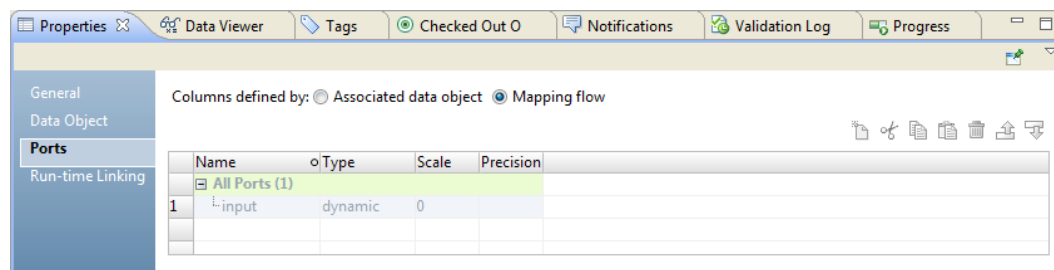 Properties Data Viewer Tags Checked Out O Notifications Validation Log Progress
General
Data Object
Ports
Run-time Linking
Columns defined by: Associated data object Mapping flow
Name Type Scale Precision
All Ports (1)
1 input dynamic 0